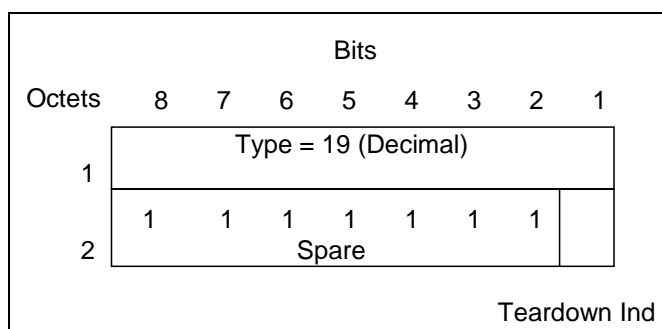 Bits
Octets 8 7 6 5 4 3 2 1
Type = 19 (Decimal)
1
1 1 1 1 1 1 1
2 Spare
Teardown Ind